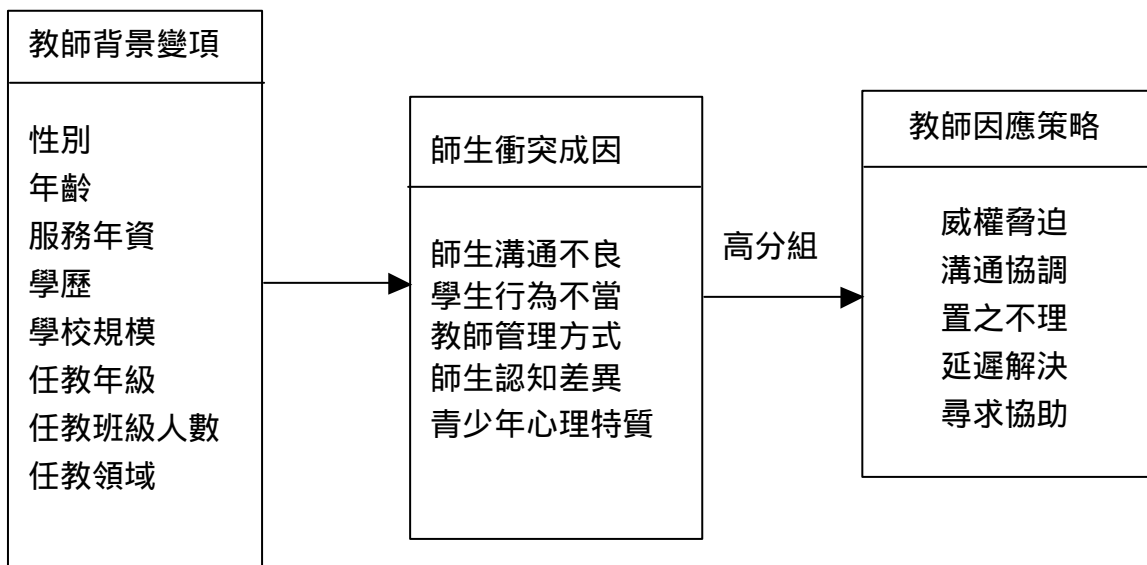 教師背景變項
性別
年齡
服務年資
學歷
學校規模
任教年級
任教班級人數
任教領域
師生衝突成因
師生溝通不良
學生行為不當
教師管理方式
師生認知差異
青少年心理特質
高分組
教師因應策略
威權脅迫
溝通協調
置之不理
延遲解決
尋求協助